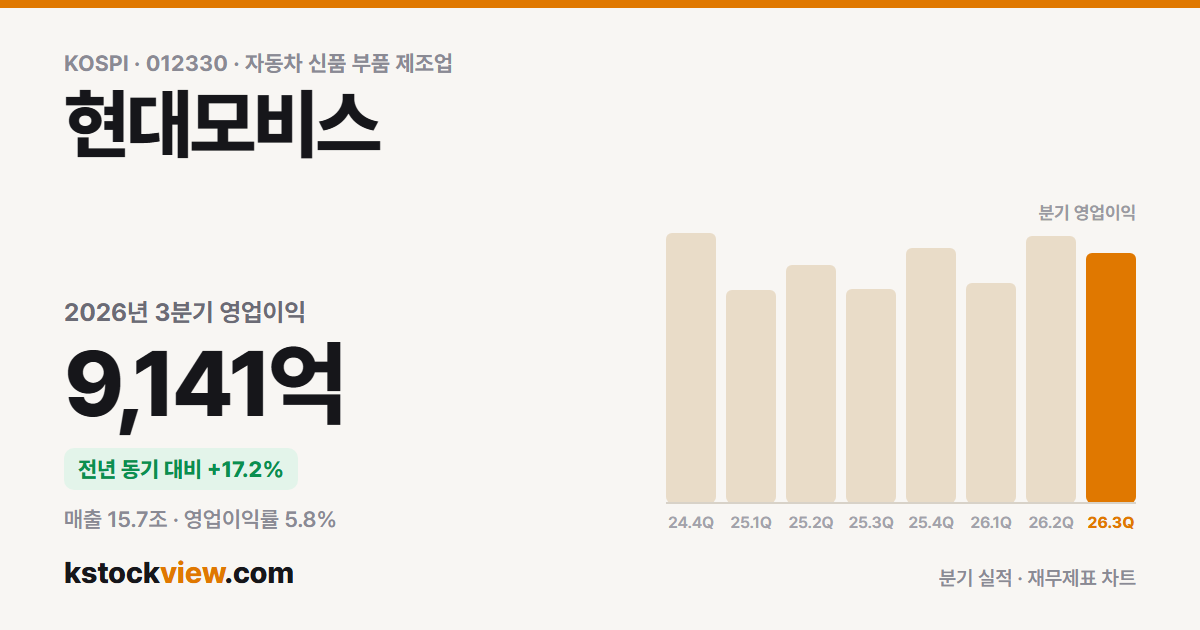 KOSPI · 012330 · 자동차 신품 부품 제조업
현대모비스
분기 영업이익
2026년 3분기 영업이익
9,141억
전년 동기 대비 +17.2%
매출 15.7조 · 영업이익률 5.8%
24.4Q 25.1Q 25.2Q 25.3Q 25.4Q 26.1Q 26.2Q 26.3Q
kstockview.com
분기 실적 · 재무제표 차트